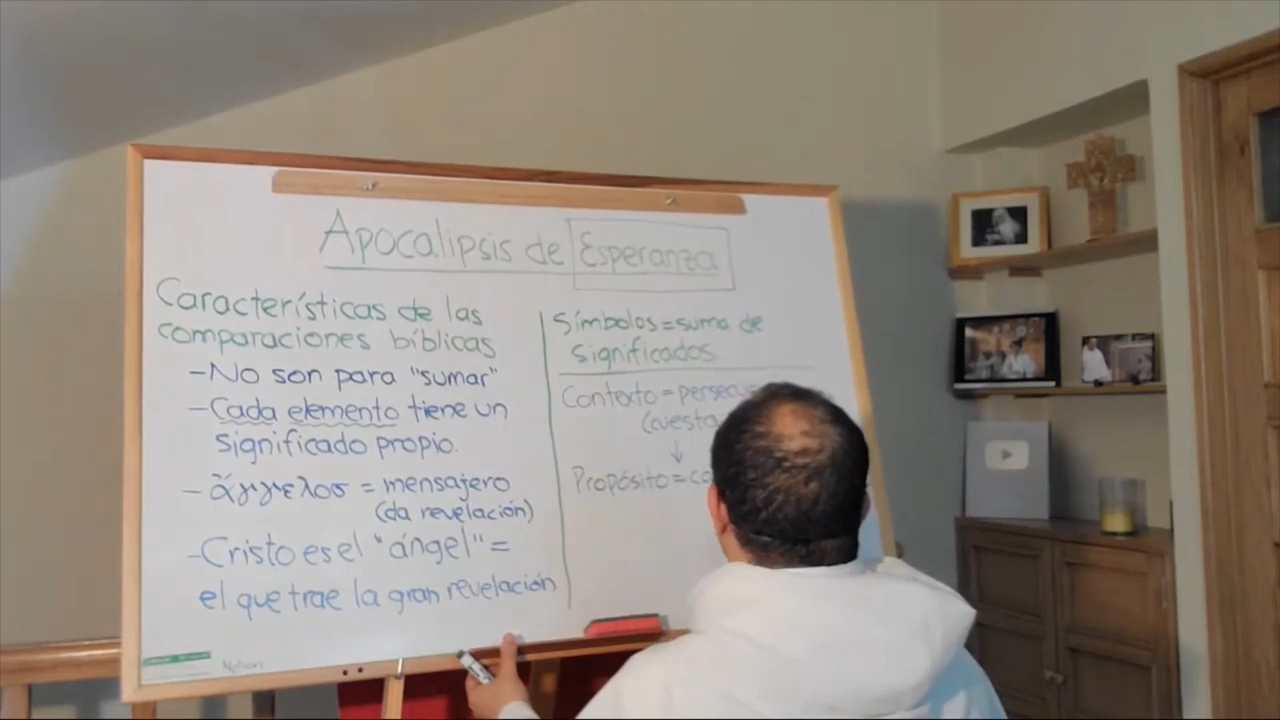 Apocalipsis de Esperanza
Características de las
comparaciones bíblicas
-No son para "sumar"
-Cada elemento tiene un
significado propio.
-ἄγγελοσ = mensajero
(da revelación)
-Cristo es el "ángel"=
el que trae la gran revelación
Símbolos=suma de
significados
Contexto=
(cuesta
↓
Propósito=